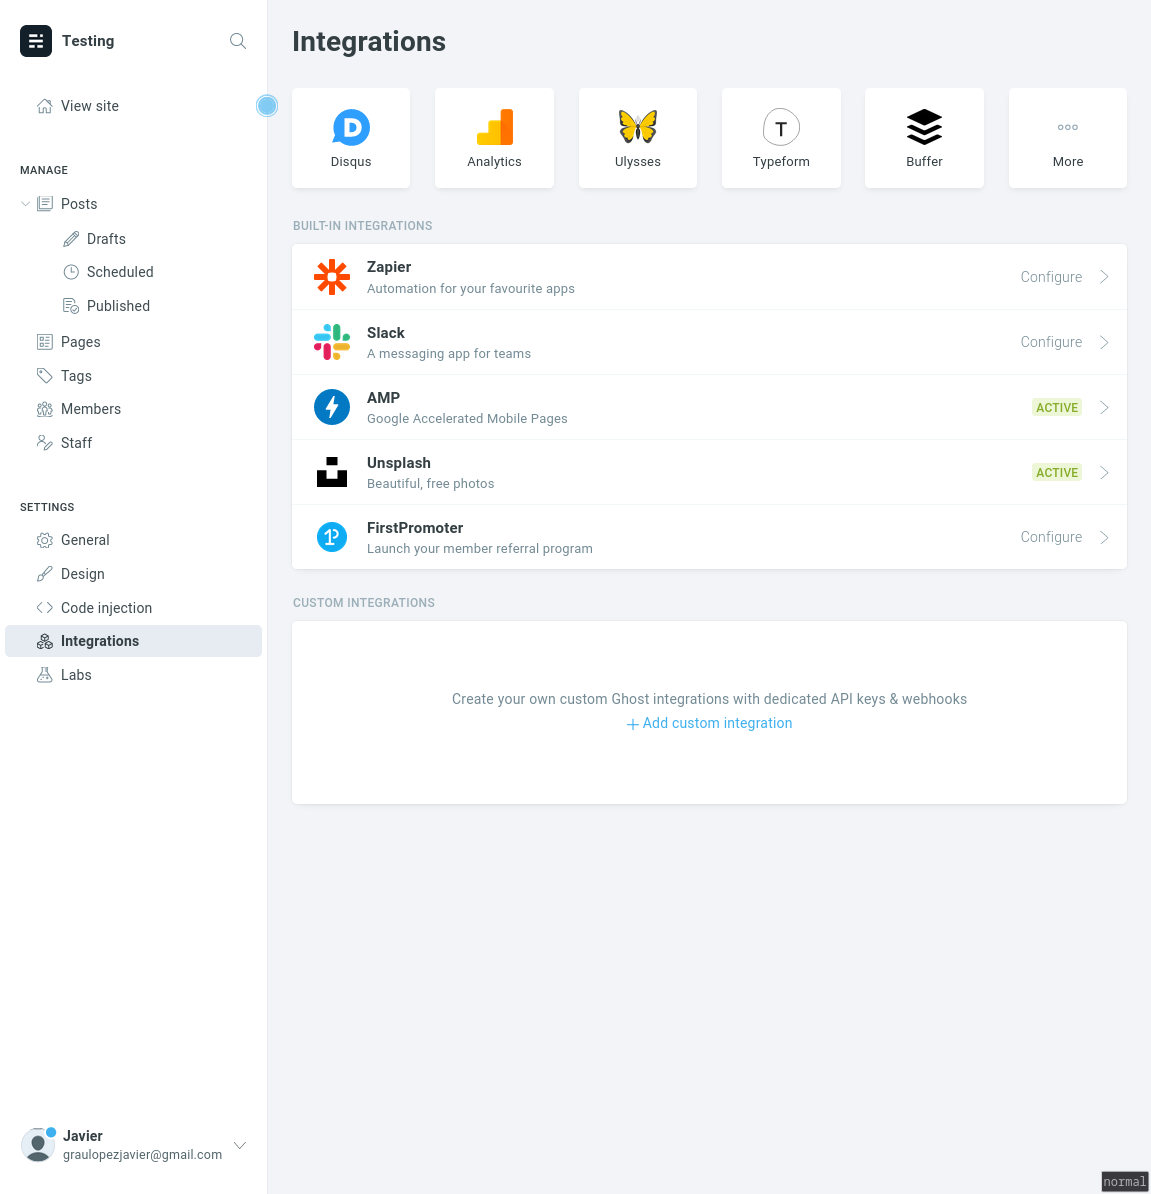 Testing
View site
MANAGE
Posts
Drafts
Scheduled
Published
Pages
Tags
Members
Staff
SETTINGS
General
Design
Code injection
Integrations
Labs
Javier
graulopezjavier@gmail.com
Integrations
D
T
Disqus
Analytics
Ulysses
Typeform
Buffer
More
BUILT-IN INTEGRATIONS
Zapier
Automation for your favourite apps
Configure
Slack
A messaging app for teams
Configure
AMP
Google Accelerated Mobile Pages
ACTIVE
Unsplash
Beautiful, free photos
ACTIVE
FirstPromoter
Launch your member referral program
Configure
CUSTOM INTEGRATIONS
Create your own custom Ghost integrations with dedicated API keys & webhooks
+ Add custom integration
normal